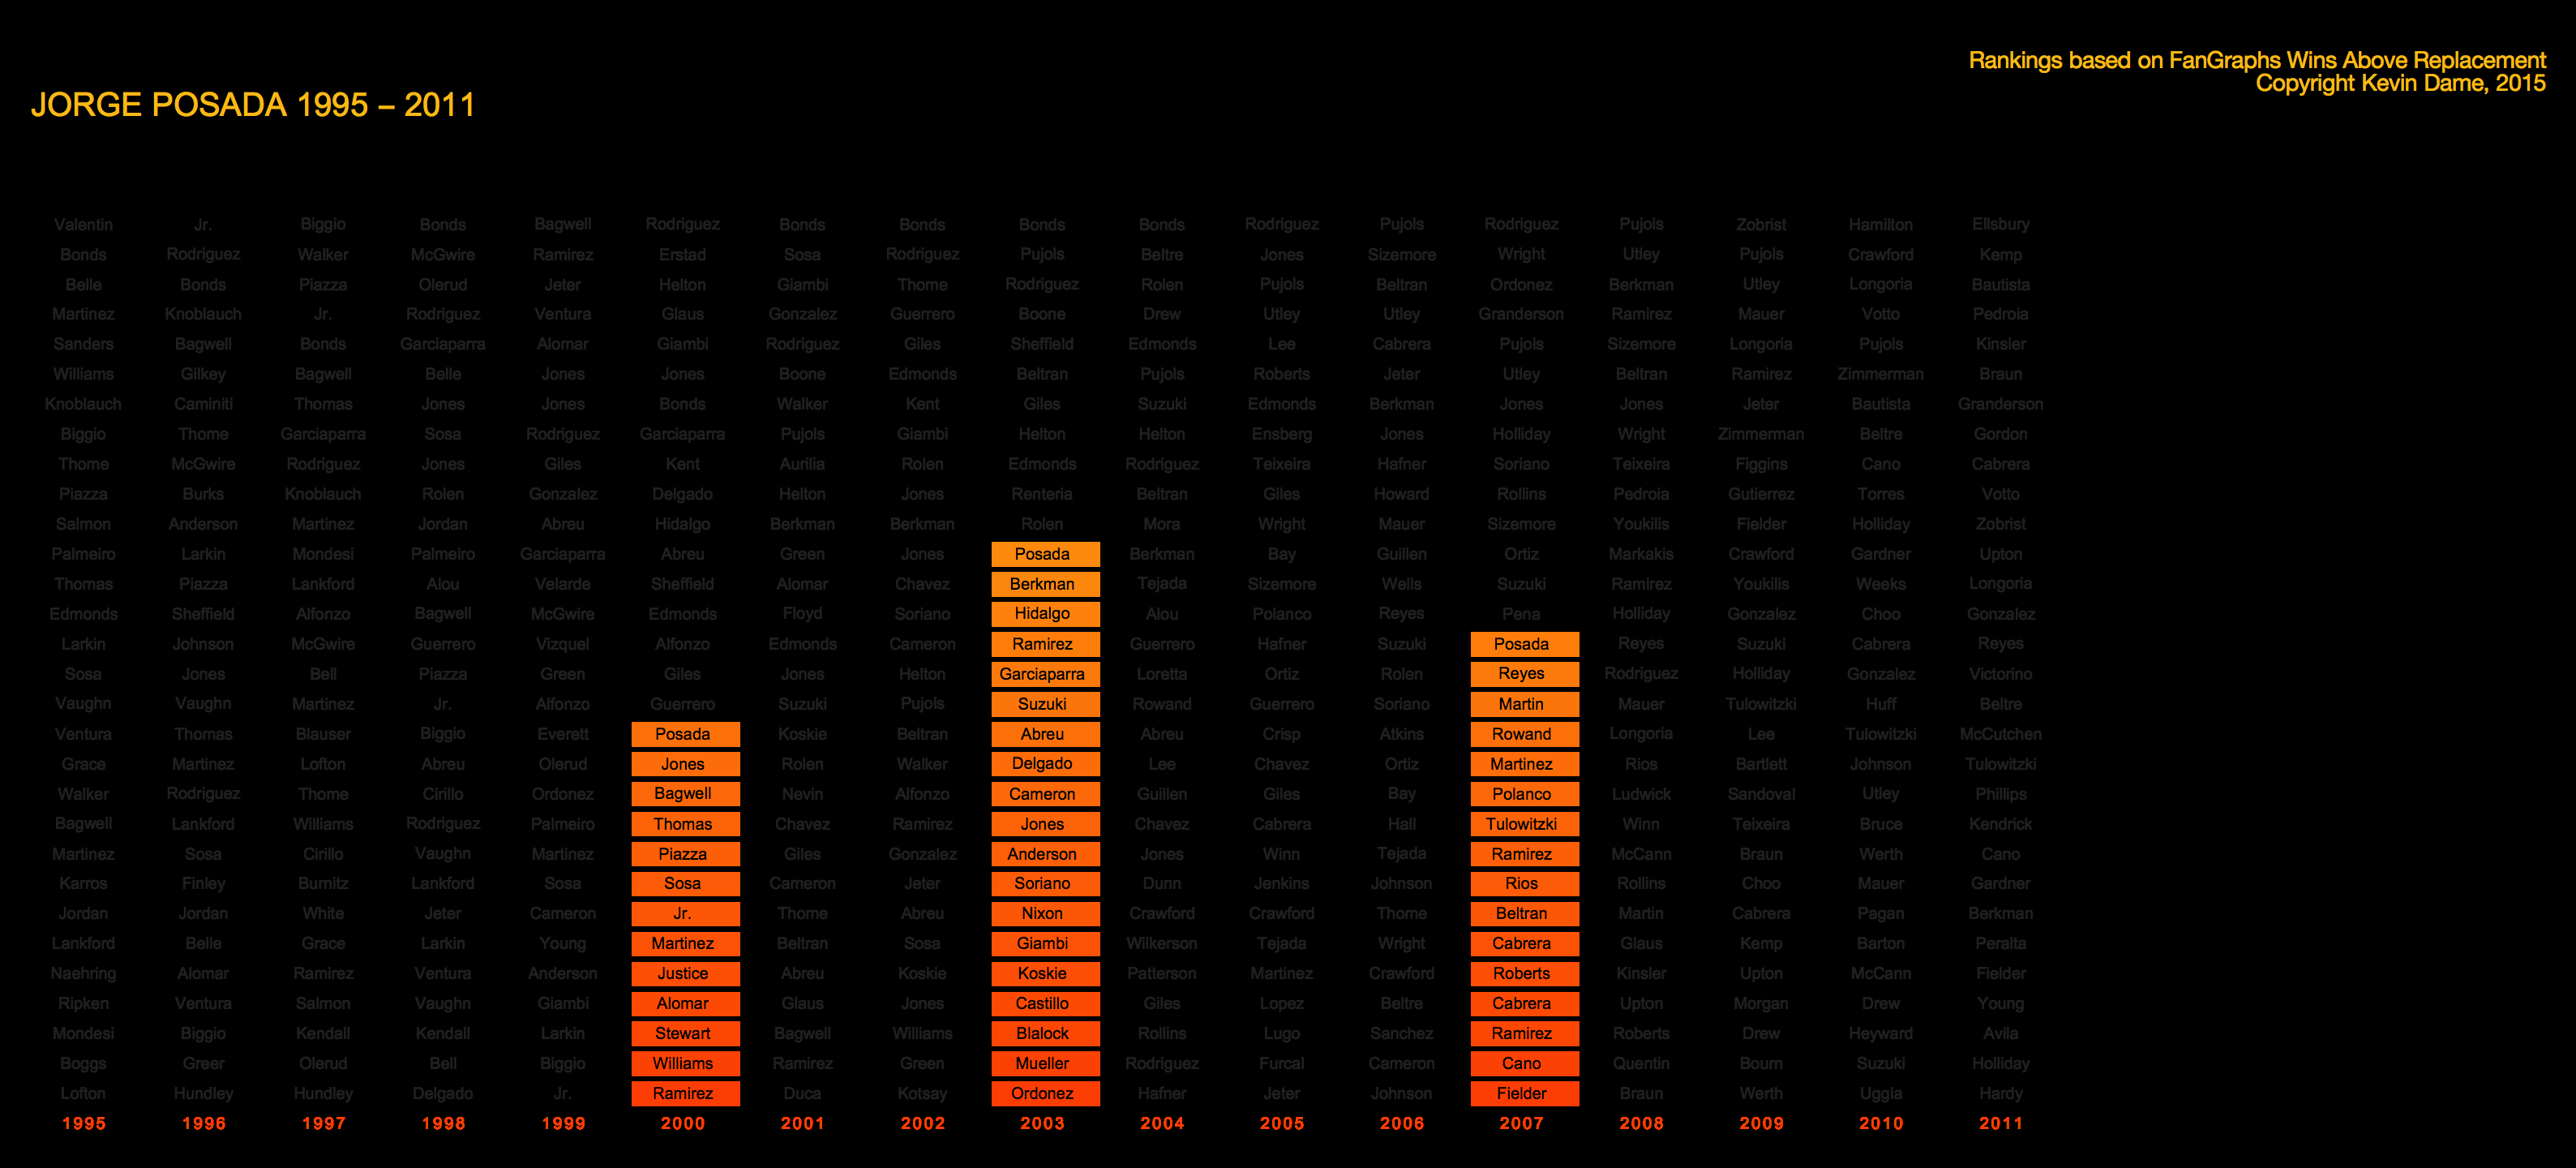 Rankings based on FanGraphs Wins Above Replacement
Copyright Kevin Dame, 2015
JORGE POSADA 1995 – 2011
Valentin Jr. Biggio Bonds Bagwell Rodriguez Bonds Bonds Bonds Bonds Rodriguez Pujols Rodriguez Pujols Zobrist Hamilton Ellsbury
Bonds Rodriguez Walker McGwire Ramirez Erstad Sosa Rodriguez Pujols Beltre Jones Sizemore Wright Utley Pujols Crawford Kemp
Belle Bonds Piazza Olerud Jeter Helton Giambi Thome Rodriguez Rolen Pujols Beltran Ordonez Berkman Utley Longoria Bautista
Martinez Knoblauch Jr. Rodriguez Ventura Glaus Gonzalez Guerrero Boone Drew Utley Utley Granderson Ramirez Mauer Votto Pedroia
Sanders Bagwell Bonds Garciaparra Alomar Giambi Rodriguez Giles Sheffield Edmonds Lee Cabrera Pujols Sizemore Longoria Pujols Kinsler
Williams Gilkey Bagwell Belle Jones Jones Boone Edmonds Beltran Pujols Roberts Jeter Utley Beltran Ramirez Zimmerman Braun
Knoblauch Caminiti Thomas Jones Jones Bonds Walker Kent Giles Suzuki Edmonds Berkman Jones Jones Jeter Bautista Granderson
Biggio Thome Garciaparra Sosa Rodriguez Garciaparra Pujols Giambi Helton Helton Ensberg Jones Holliday Wright Zimmerman Beltre Gordon
Thome McGwire Rodriguez Jones Giles Kent Aurilia Rolen Edmonds Rodriguez Teixeira Hafner Soriano Teixeira Figgins Cano Cabrera
Piazza Burks Knoblauch Rolen Gonzalez Delgado Helton Jones Renteria Beltran Giles Howard Rollins Pedroia Gutierrez Torres Votto
Salmon Anderson Martinez Jordan Abreu Hidalgo Berkman Berkman Rolen Mora Wright Mauer Sizemore Youkilis Fielder Holliday Zobrist
Palmeiro Larkin Mondesi Palmeiro Garciaparra Abreu Green Jones Posada Berkman Bay Guillen Ortiz Markakis Crawford Gardner Upton
Thomas Piazza Lankford Alou Velarde Sheffield Alomar Chavez Berkman Tejada Sizemore Wells Suzuki Ramirez Youkilis Weeks Longoria
Edmonds Sheffield Alfonzo Bagwell McGwire Edmonds Floyd Soriano Hidalgo Alou Polanco Reyes Pena Holliday Gonzalez Choo Gonzalez
Larkin Johnson McGwire Guerrero Vizquel Alfonzo Edmonds Cameron Ramirez Guerrero Hafner Suzuki Posada Reyes Suzuki Cabrera Reyes
Sosa Jones Bell Piazza Green Giles Jones Helton Garciaparra Loretta Ortiz Rolen Reyes Rodriguez Holliday Gonzalez Victorino
Vaughn Vaughn Martinez Jr. Alfonzo Guerrero Suzuki Pujols Suzuki Rowand Guerrero Soriano Martin Mauer Tulowitzki Huff Beltre
Ventura Thomas Blauser Biggio Everett Posada Koskie Beltran Abreu Abreu Crisp Atkins Rowand Longoria Lee Tulowitzki McCutchen
Grace Martinez Lofton Abreu Olerud Jones Rolen Walker Delgado Lee Chavez Ortiz Martinez Rios Bartlett Johnson Tulowitzki
Walker Rodriguez Thome Cirillo Ordonez Bagwell Nevin Alfonzo Cameron Guillen Giles Bay Polanco Ludwick Sandoval Utley Phillips
Bagwell Lankford Williams Rodriguez Palmeiro Thomas Chavez Ramirez Jones Chavez Cabrera Hall Tulowitzki Winn Teixeira Bruce Kendrick
Martinez Sosa Cirillo Vaughn Martinez Piazza Giles Gonzalez Anderson Jones Winn Tejada Ramirez McCann Braun Werth Cano
Karros Finley Burnitz Lankford Sosa Sosa Cameron Jeter Soriano Dunn Jenkins Johnson Rios Rollins Choo Mauer Gardner
Jordan Jordan White Jeter Cameron Jr. Thome Abreu Nixon Crawford Crawford Thome Beltran Martin Cabrera Pagan Berkman
Lankford Belle Grace Larkin Young Martinez Beltran Sosa Giambi Wilkerson Tejada Wright Cabrera Glaus Kemp Barton Peralta
Naehring Alomar Ramirez Ventura Anderson Justice Abreu Koskie Koskie Patterson Martinez Crawford Roberts Kinsler Upton McCann Fielder
Ripken Ventura Salmon Vaughn Giambi Alomar Glaus Jones Castillo Giles Lopez Beltre Cabrera Upton Morgan Drew Young
Mondesi Biggio Kendall Kendall Larkin Stewart Bagwell Williams Blalock Rollins Lugo Sanchez Ramirez Roberts Drew Heyward Avila
Boggs Greer Olerud Bell Biggio Williams Ramirez Green Mueller Rodriguez Furcal Cameron Cano Quentin Bourn Suzuki Holliday
Lofton Hundley Hundley Delgado Jr. Ramirez Duca Kotsay Ordonez Hafner Jeter Johnson Fielder Braun Werth Uggla Hardy
1995 1996 1997 1998 1999 2000 2001 2002 2003 2004 2005 2006 2007 2008 2009 2010 2011